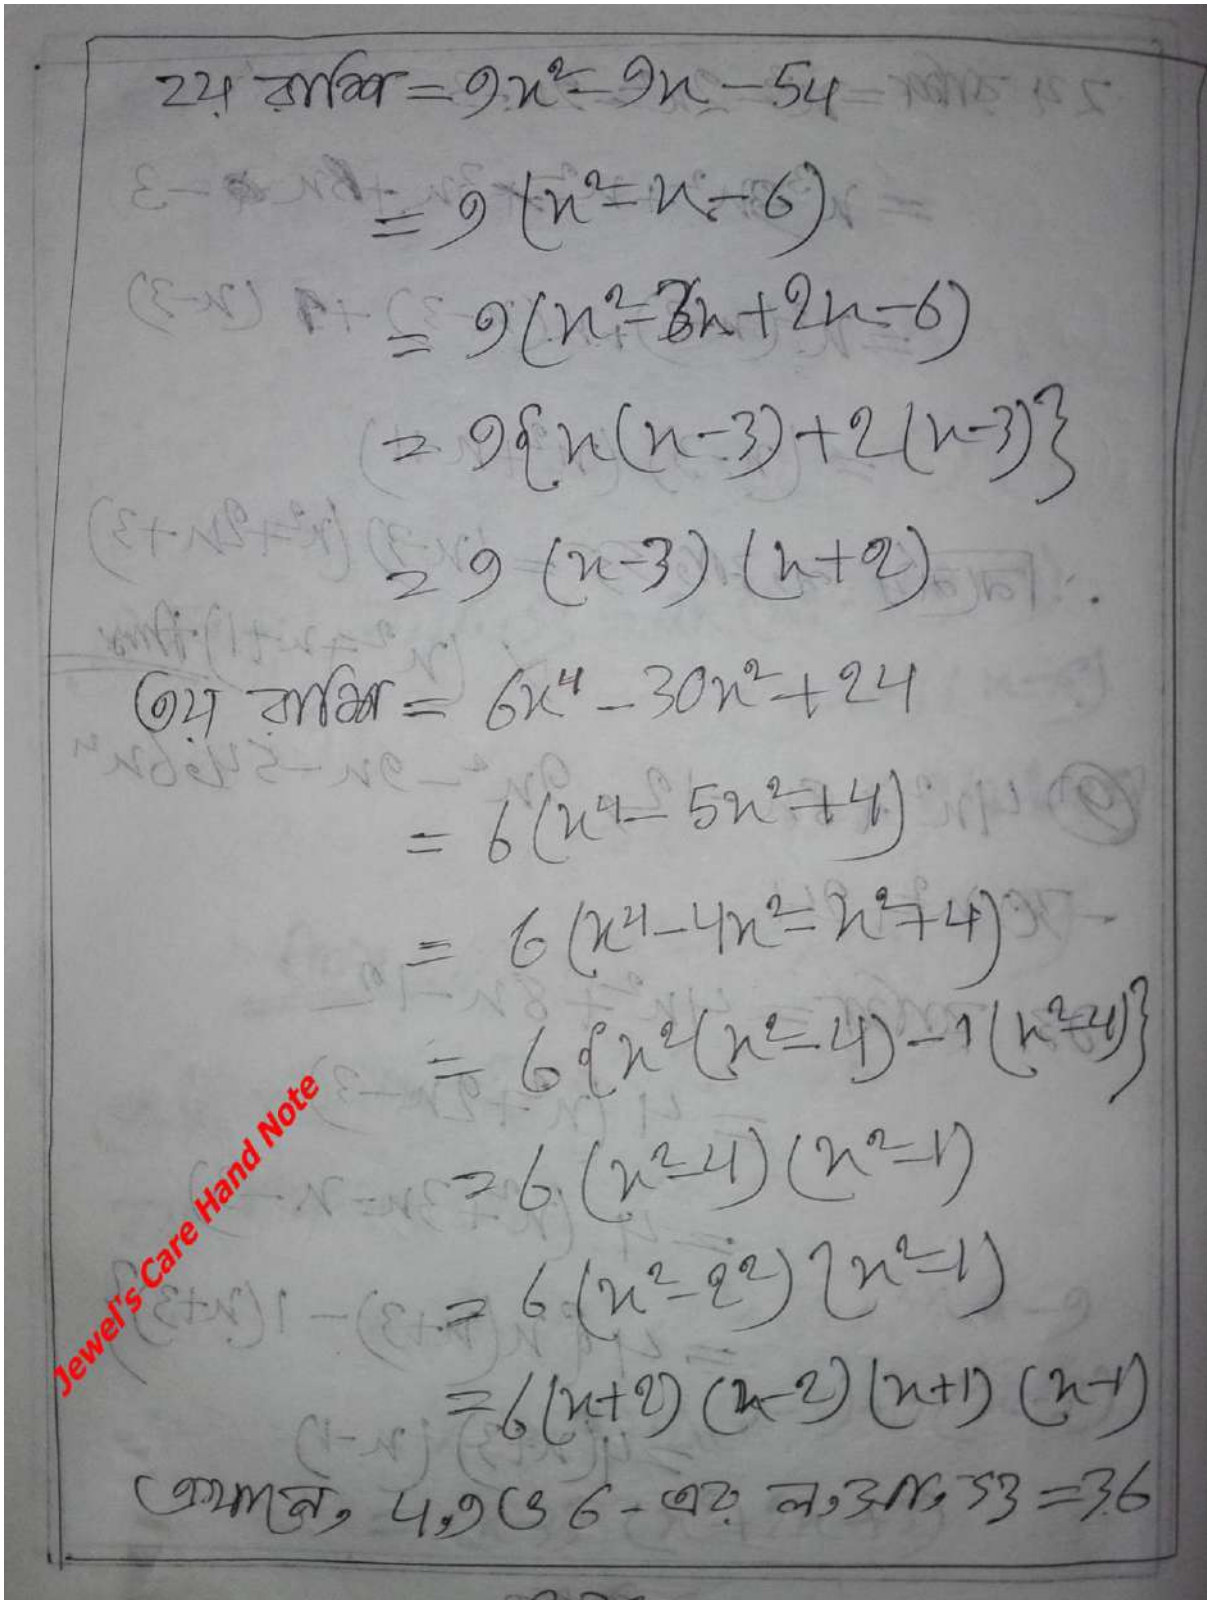 ২য় রাশি = 9x² - 9x - 54
= 9 (x² - x - 6)
= 9 (x² - 3x + 2x - 6)
= 9 {x (x - 3) + 2 (x - 3)}
= 9 (x - 3) (x + 2)
৩য় রাশি = 6x⁴ - 30x² + 24
= 6 (x⁴ - 5x² + 4)
= 6 (x⁴ - 4x² - x² + 4)
= 6 {x² (x² - 4) - 1 (x² - 4)}
= 6 (x² - 4) (x² - 1)
= 6 (x² - 2²) (x² - 1)
= 6 (x + 2) (x - 2) (x + 1) (x - 1)
এখানে, 4, 9 ও 6 - এর ল, সা, গু = 36
Jewel's Care Hand Note